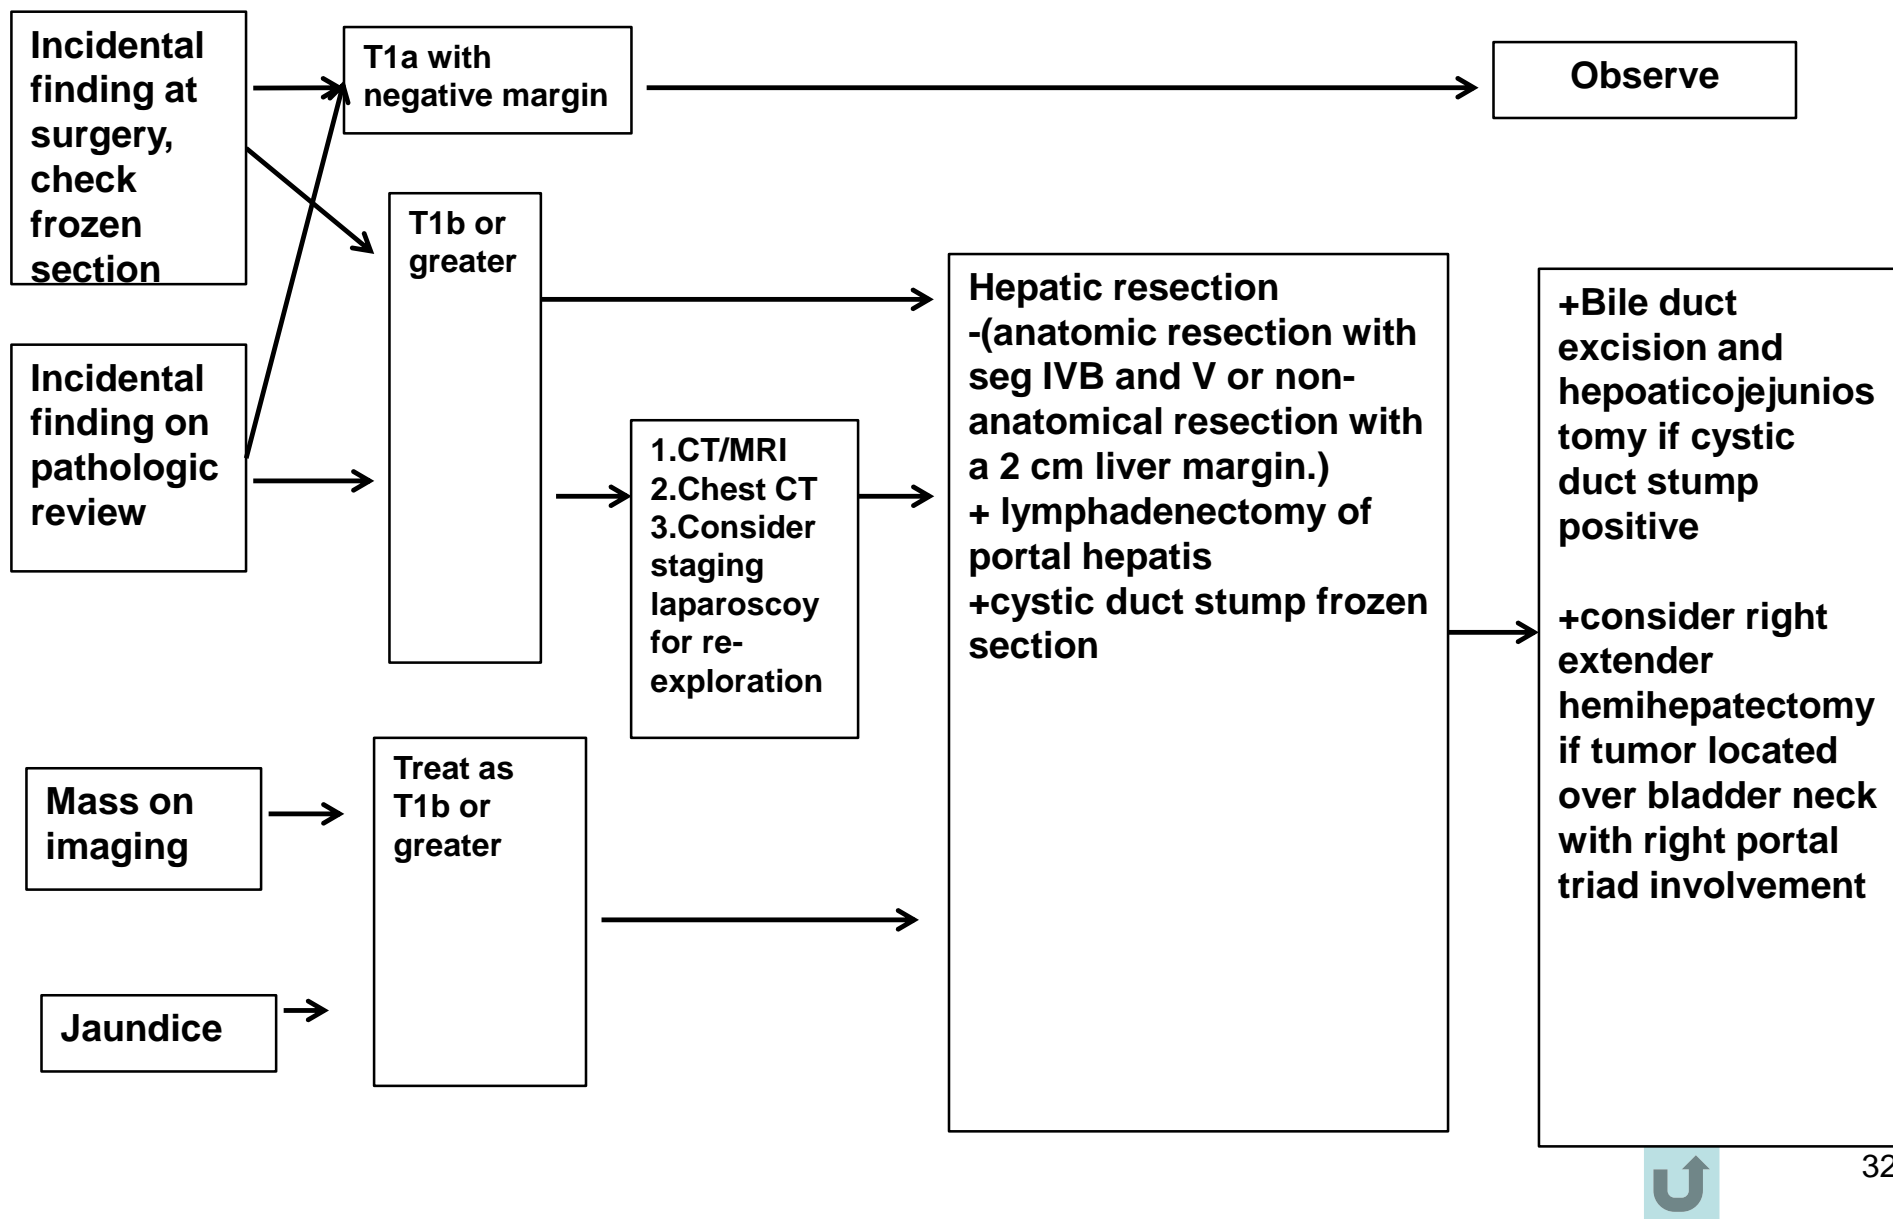 Incidental
finding at
surgery,
check
frozen
section
T1a with
negative margin
Observe
T1b or
greater
Incidental
finding on
pathologic
review
1.CT/MRI
2.Chest CT
3.Consider
staging
laparoscoy
for re-
exploration
Hepatic resection
-(anatomic resection with
seg IVB and V or non-
anatomical resection with
a 2 cm liver margin.)
+ lymphadenectomy of
portal hepatis
+cystic duct stump frozen
section
+Bile duct
excision and
hepoaticojejunios
tomy if cystic
duct stump
positive
+consider right
extender
hemihepatectomy
if tumor located
over bladder neck
with right portal
triad involvement
Mass on
imaging
Treat as
T1b or
greater
Jaundice
32